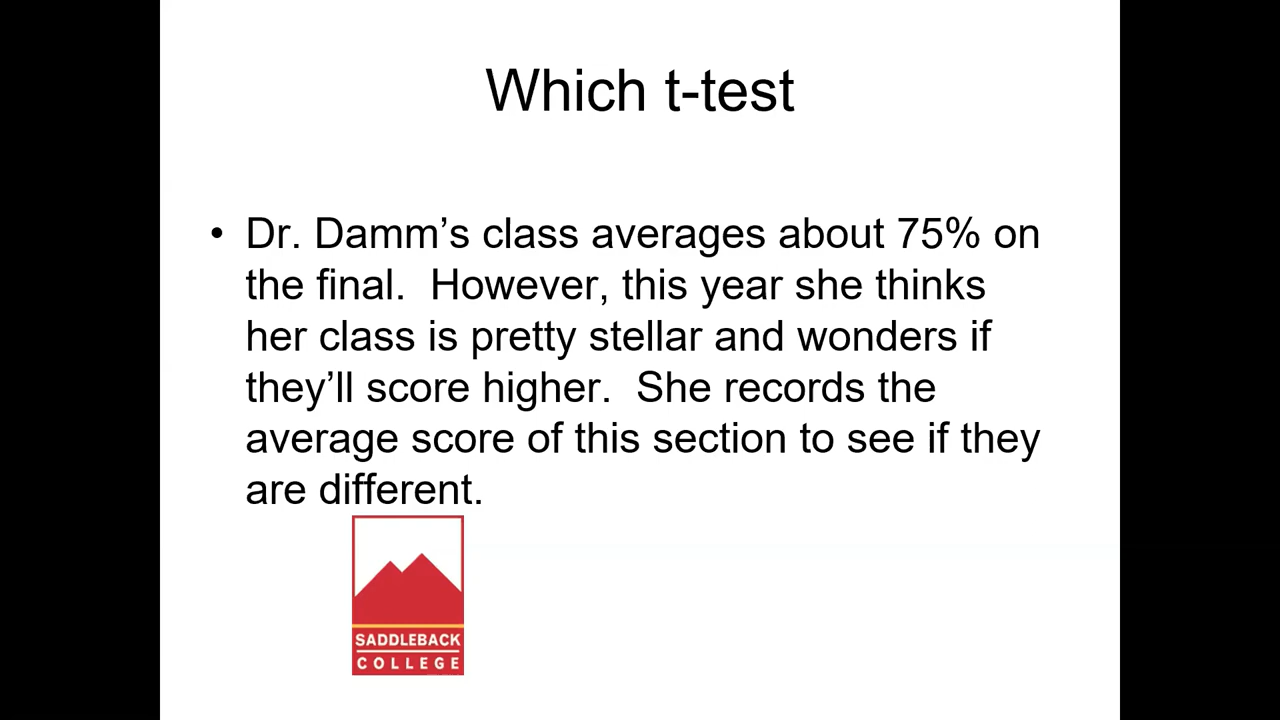 Which t-test
• Dr. Damm’s class averages about 75% on
the final.  However, this year she thinks
her class is pretty stellar and wonders if
they’ll score higher.  She records the
average score of this section to see if they
are different.
SADDLEBACK
COLLEGE